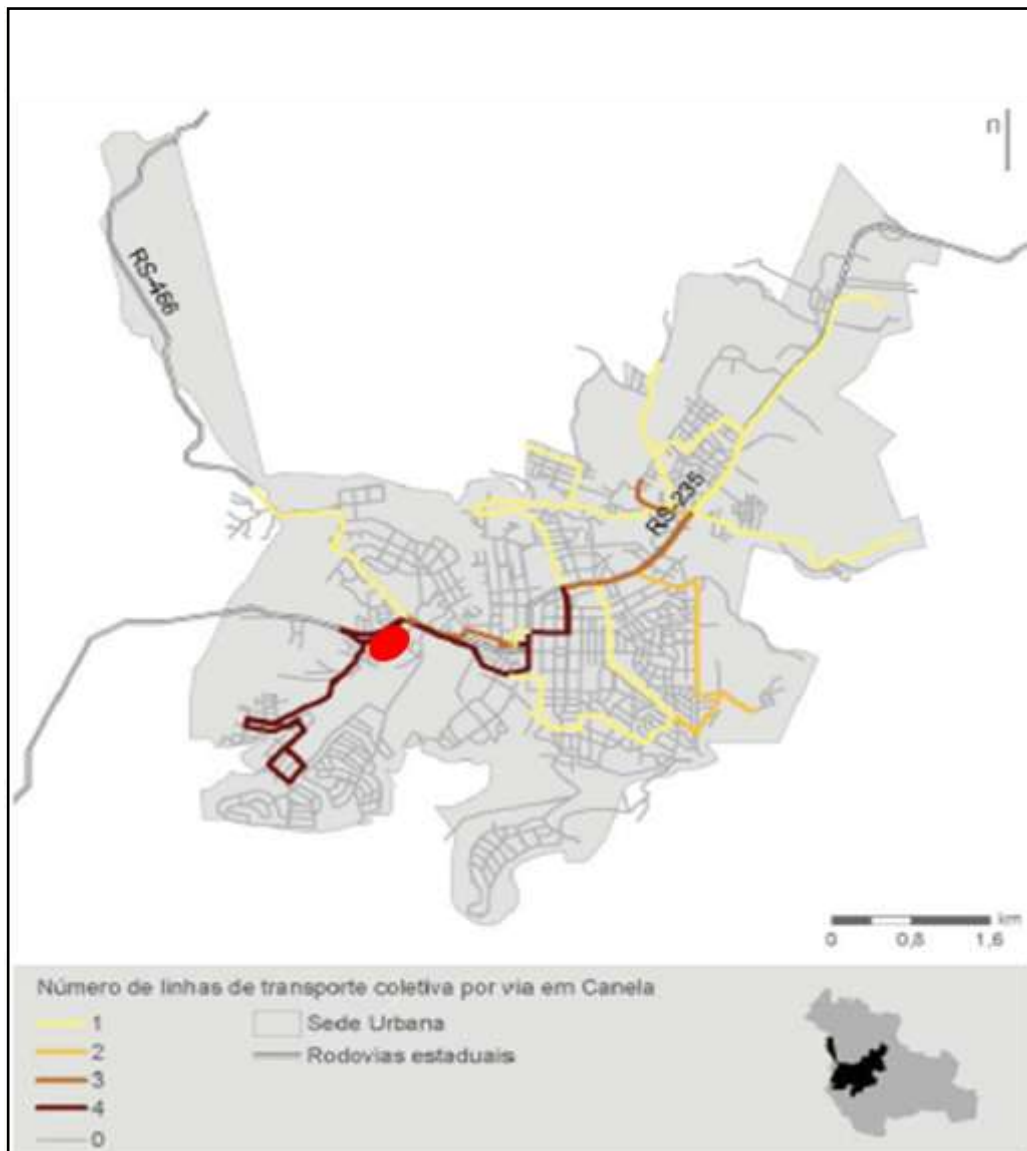 n
RS-466
RS-235
km
0 0,8 1,6
Número de linhas de transporte coletiva por via em Canela
1
2
3
4
0
Sede Urbana
Rodovias estaduais